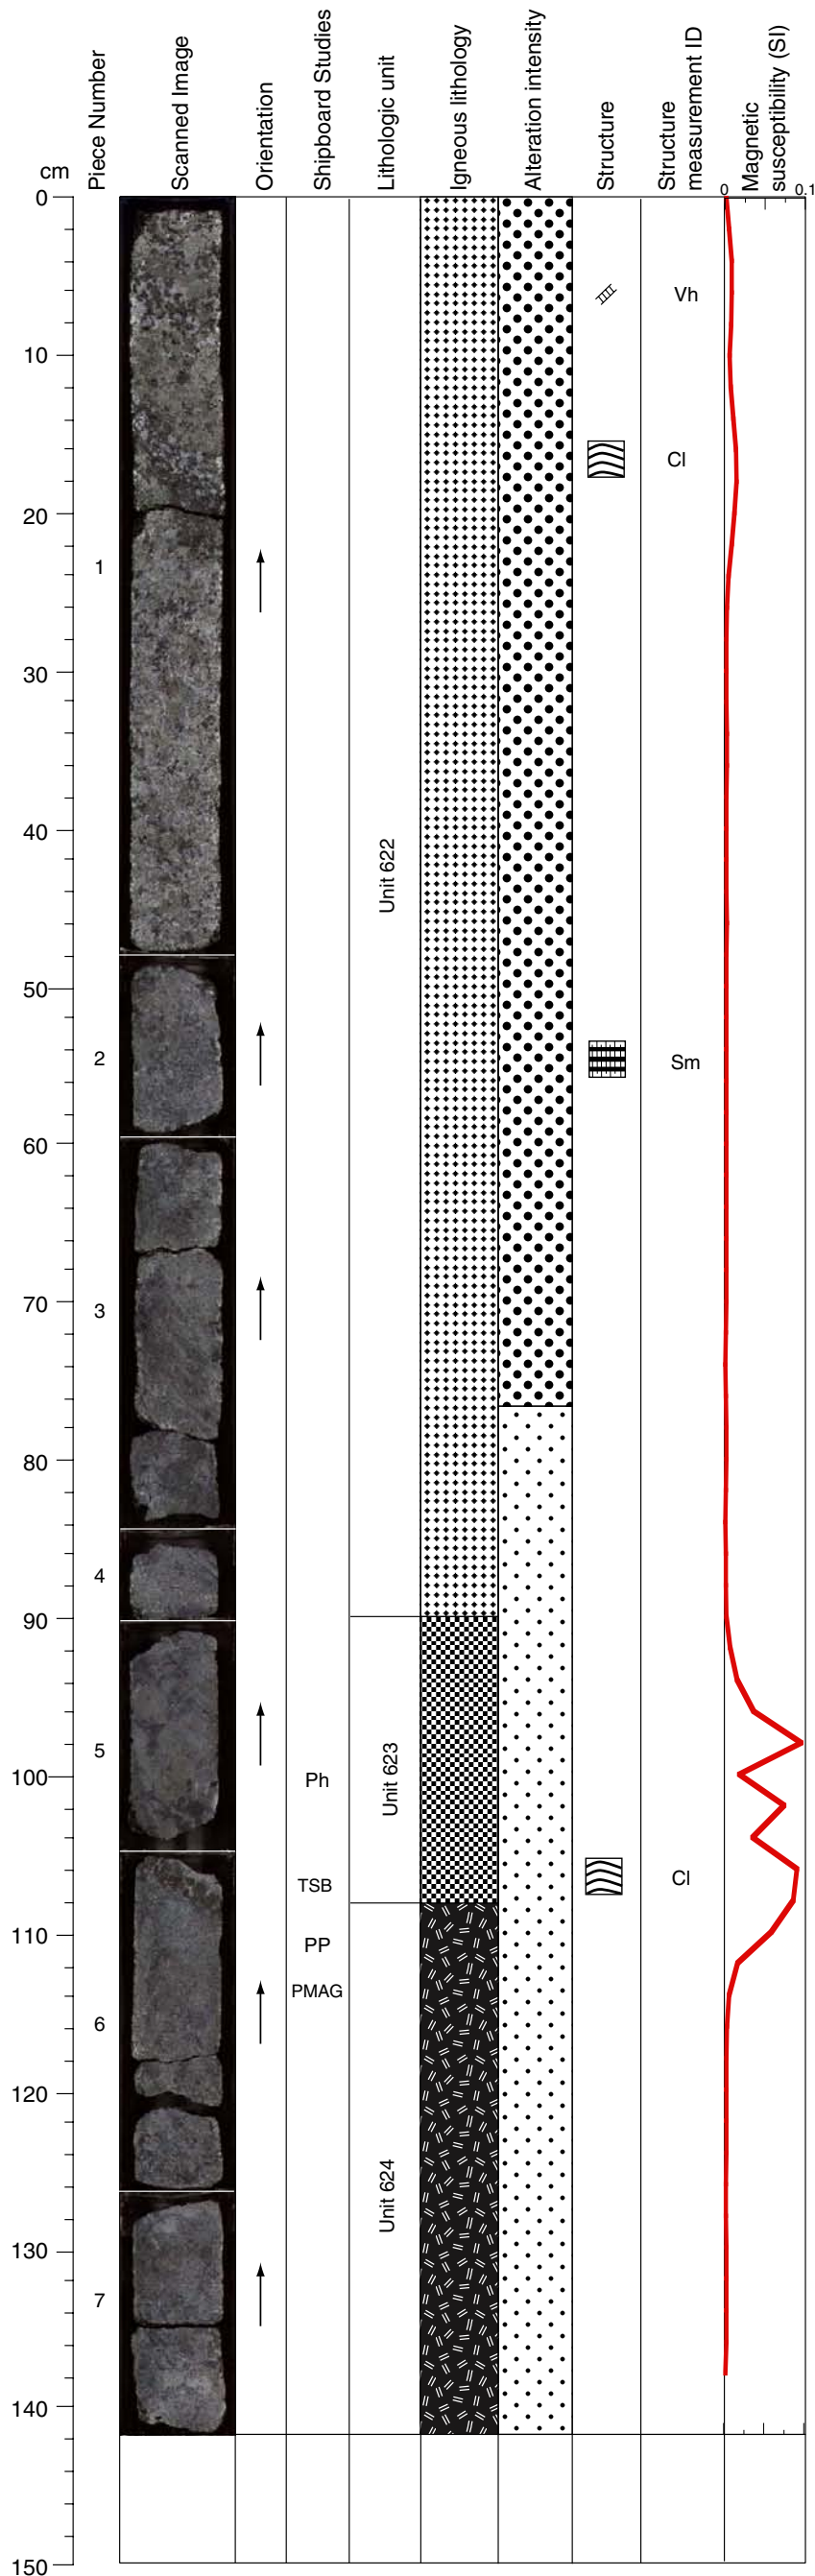 cm
Piece Number
Scanned Image
Orientation
Shipboard Studies
Lithologic unit
Igneous lithology
Alteration intensity
Structure
Structure
measurement ID
Magnetic
susceptibility (SI)
0 0.1
0
Vh
10
Cl
20
1
30
40
Unit 622
50
2
Sm
60
70
3
80
4
90
5
Unit 623
100
Ph
TSB
Cl
110
PP
PMAG
6
120
Unit 624
130
7
140
150